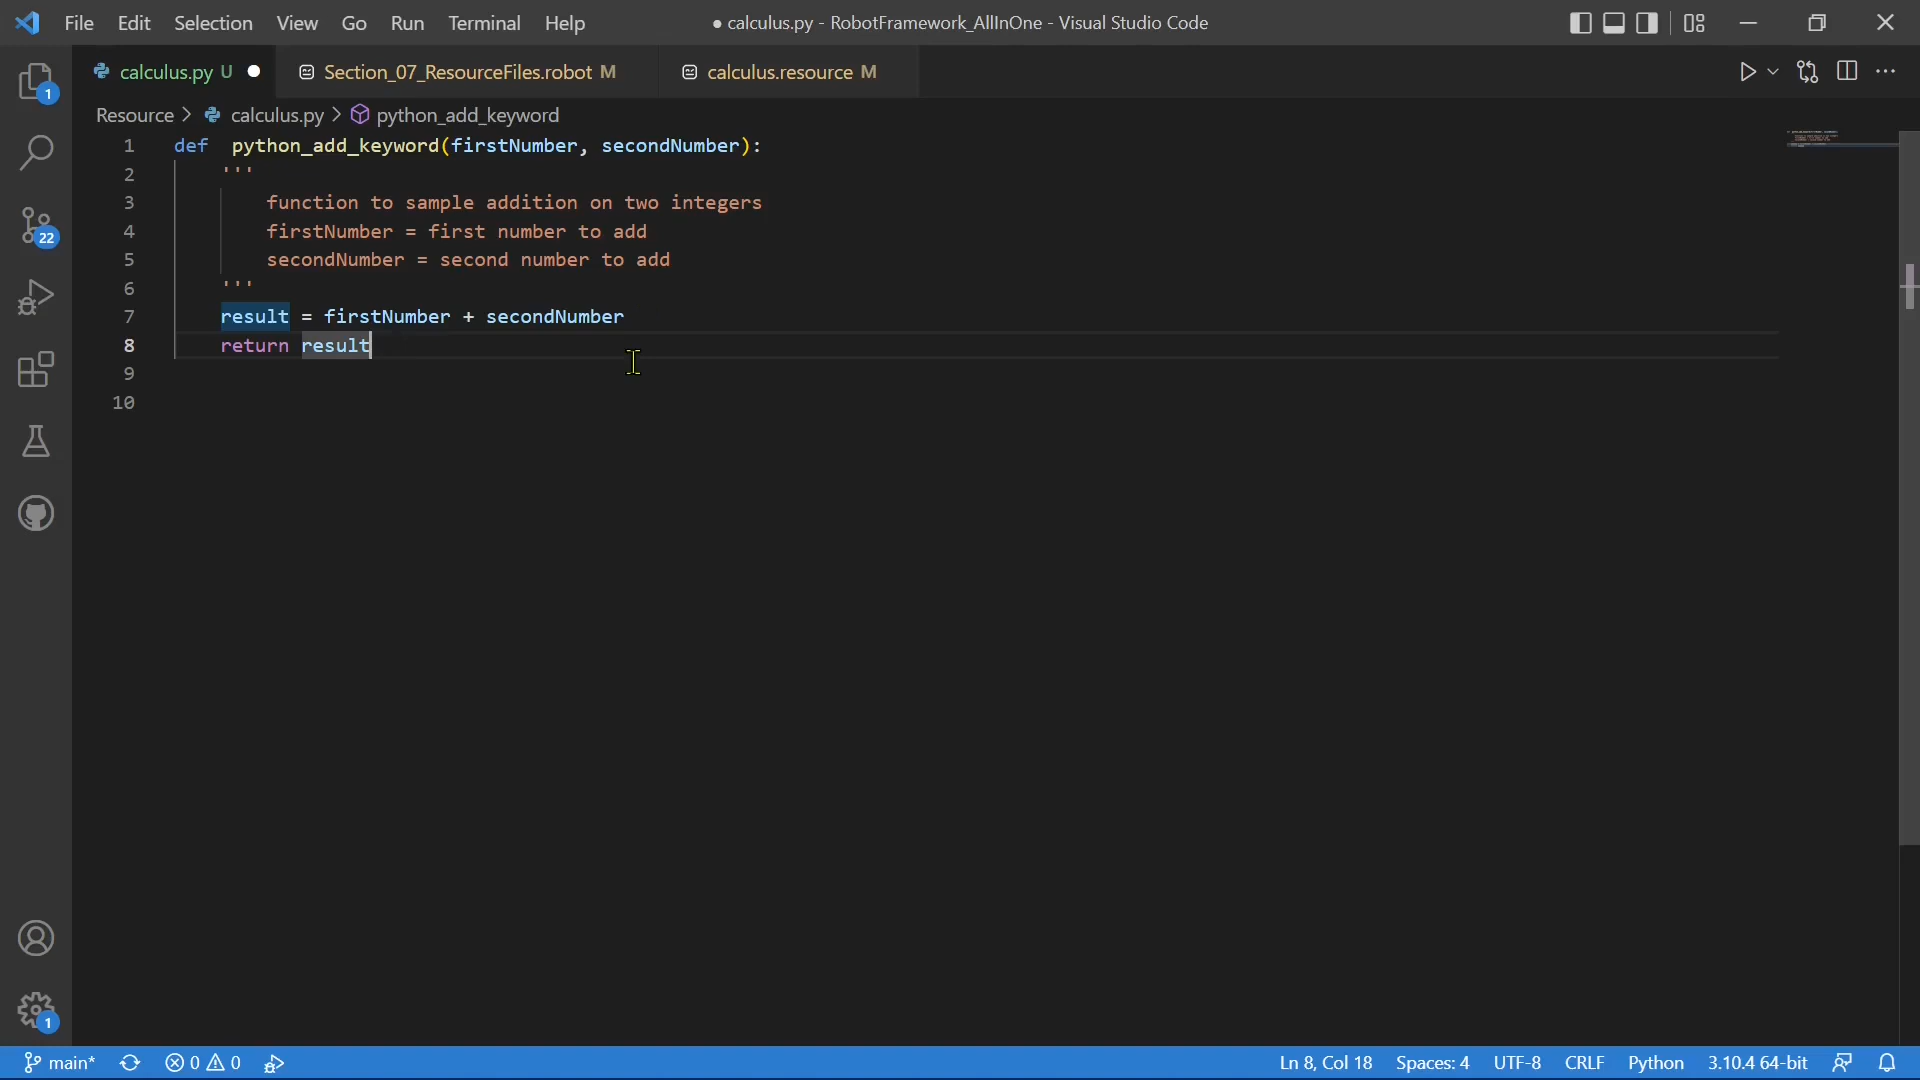 File Edit Selection View Go Run Terminal Help ● calculus.py - RobotFramework_AllInOne - Visual Studio Code
calculus.py U ● Section_07_ResourceFiles.robot M calculus.resource M
Resource > calculus.py > python_add_keyword
1 def  python_add_keyword(firstNumber, secondNumber):
2 '''
3 function to sample addition on two integers
4 firstNumber = first number to add
5 secondNumber = second number to add
6 '''
7 result = firstNumber + secondNumber
8 return result
9
10
1
22
1
main* 0 0 Ln 8, Col 18 Spaces: 4 UTF-8 CRLF Python 3.10.4 64-bit